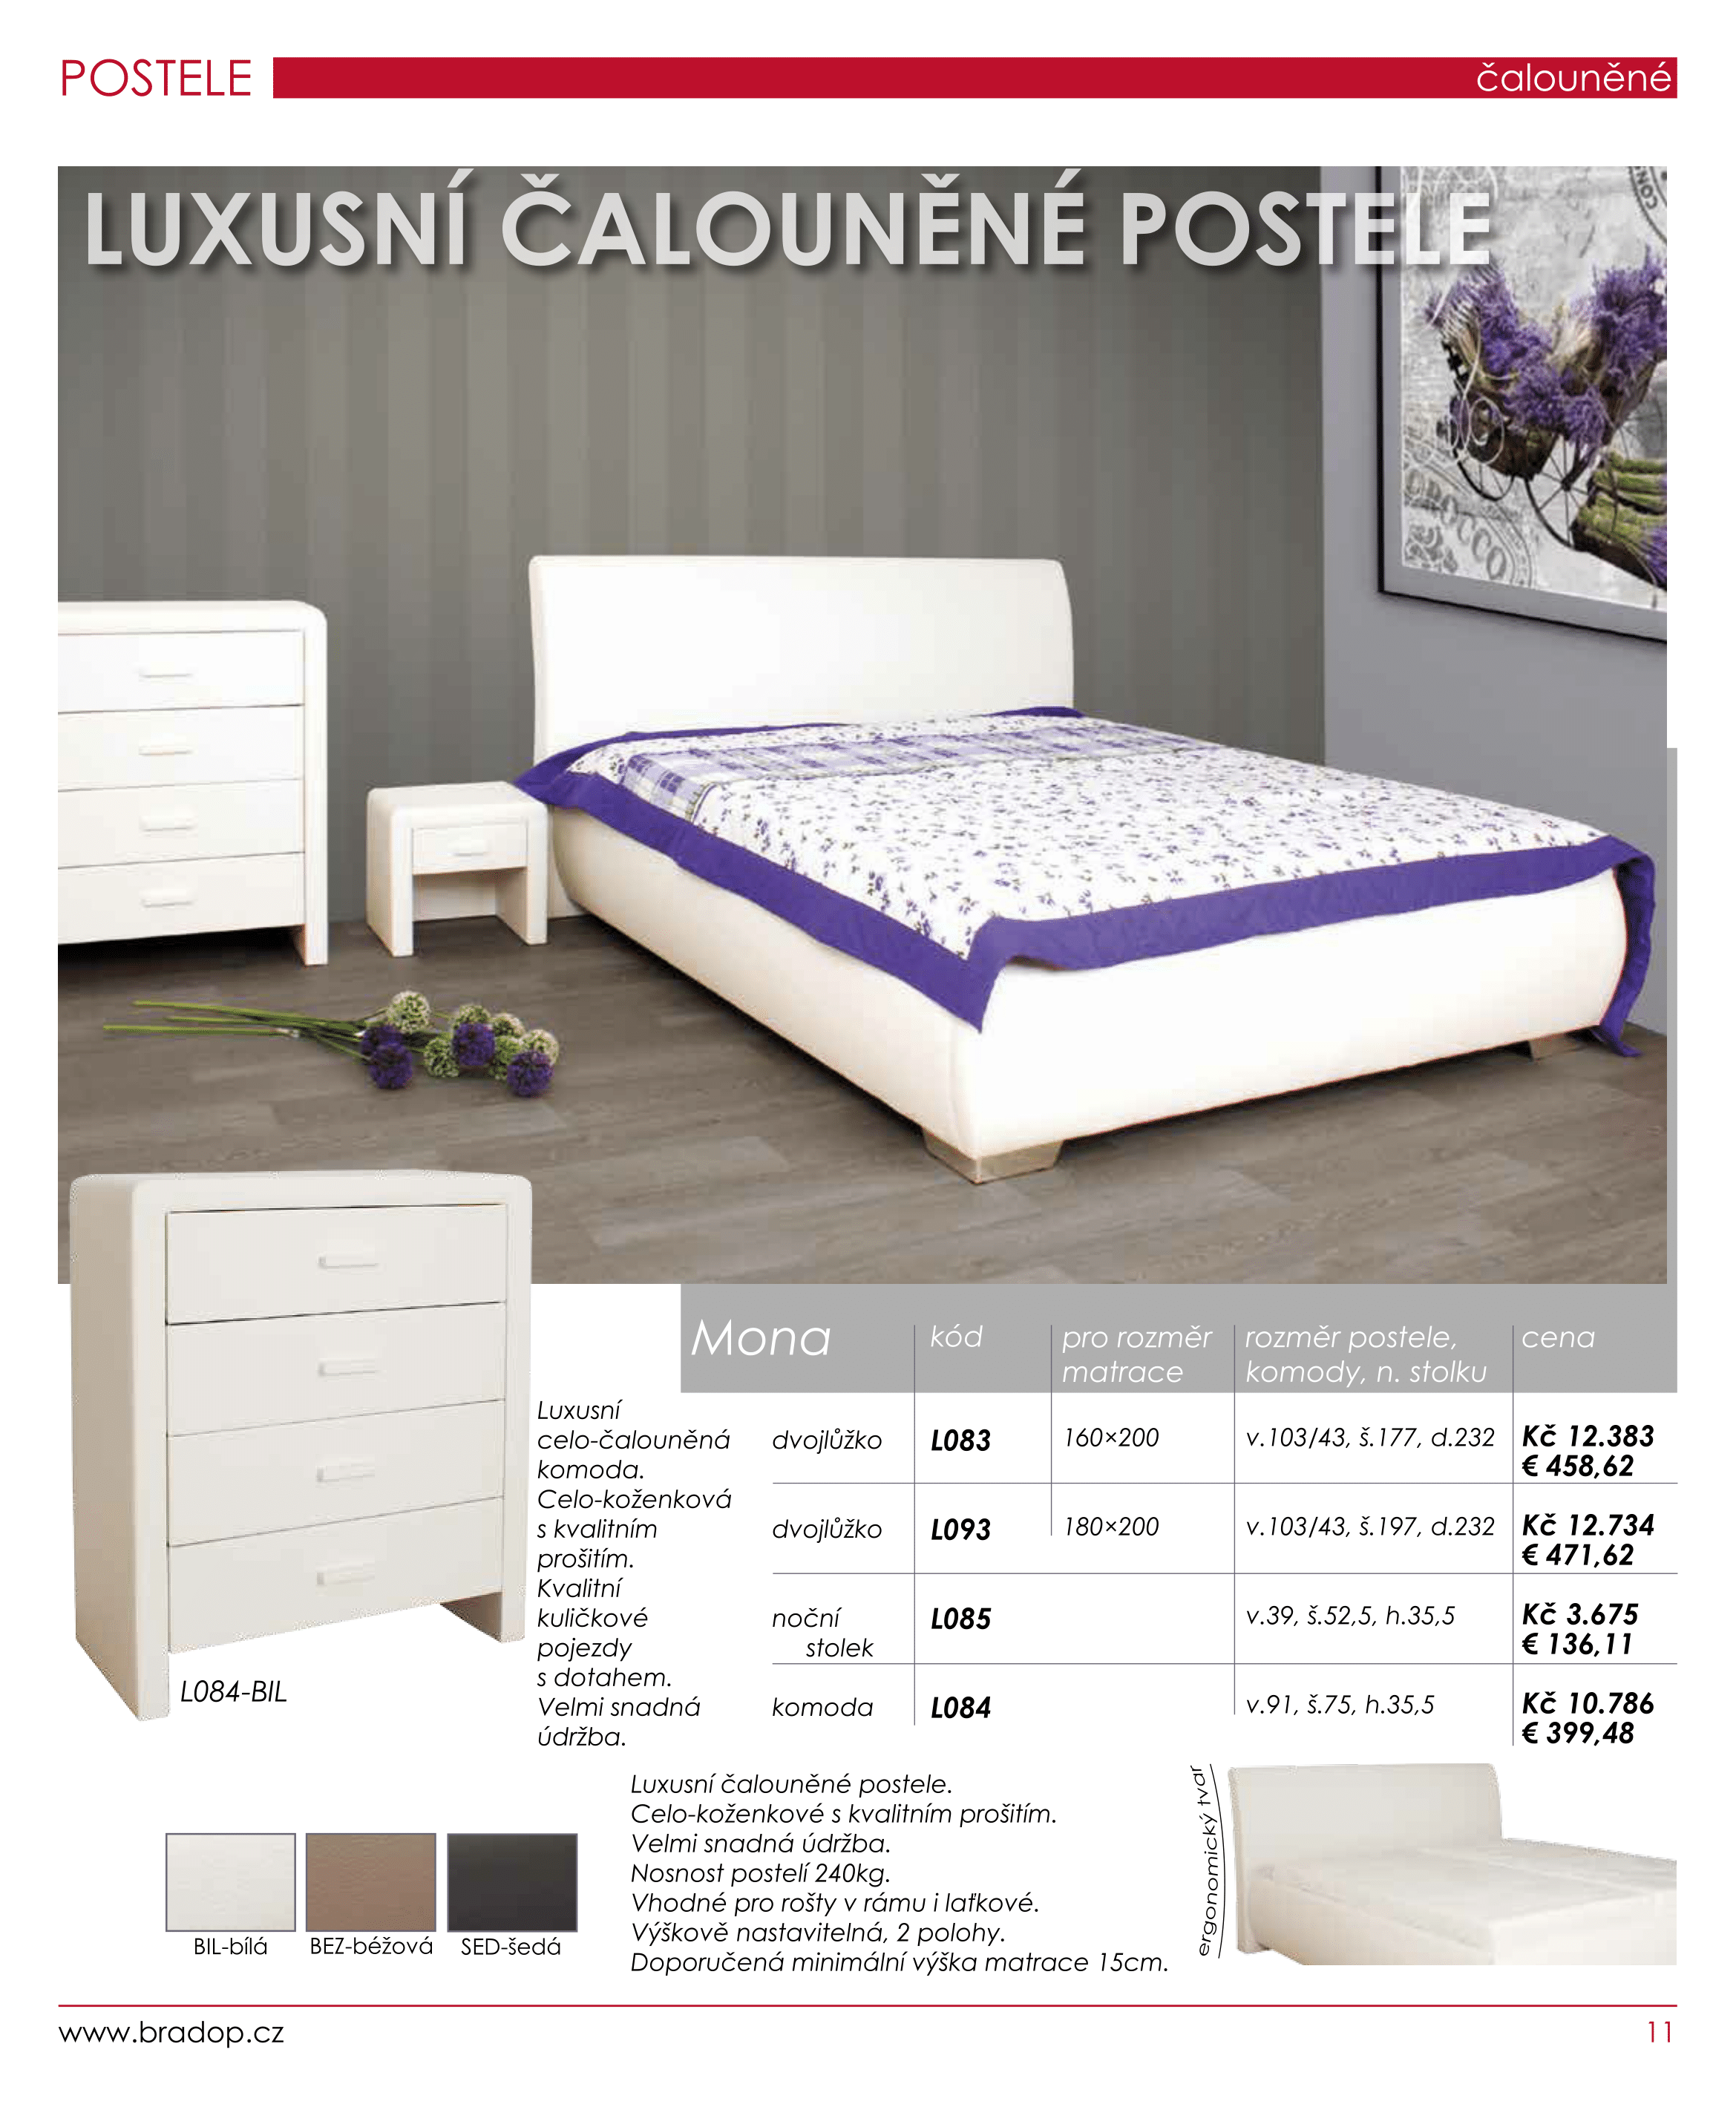 POSTELE
čalouněné
LUXUSNÍ ČALOUNĚNÉ POSTELE
Mona
kód
pro rozměr
matrace
rozměr postele,
komody, n. stolku
cena
Luxusní
celo-čalouněná
komoda.
Celo-koženková
s kvalitním
prošitím.
Kvalitní
kuličkové
pojezdy
s dotahem.
Velmi snadná
údržba.
dvojlůžko L083 160×200 v.103/43, š.177, d.232 Kč 12.383
€ 458,62
dvojlůžko L093 180×200 v.103/43, š.197, d.232 Kč 12.734
€ 471,62
noční L085 v.39, š.52,5, h.35,5 Kč 3.675
stolek € 136,11
komoda L084 v.91, š.75, h.35,5 Kč 10.786
€ 399,48
L084-BIL
BIL-bílá
BEZ-béžová
SED-šedá
Luxusní čalouněné postele.
Celo-koženkové s kvalitním prošitím.
Velmi snadná údržba.
Nosnost postelí 240kg.
Vhodné pro rošty v rámu i laťkové.
Výškově nastavitelná, 2 polohy.
Doporučená minimální výška matrace 15cm.
ergonomický tvar
www.bradop.cz
11